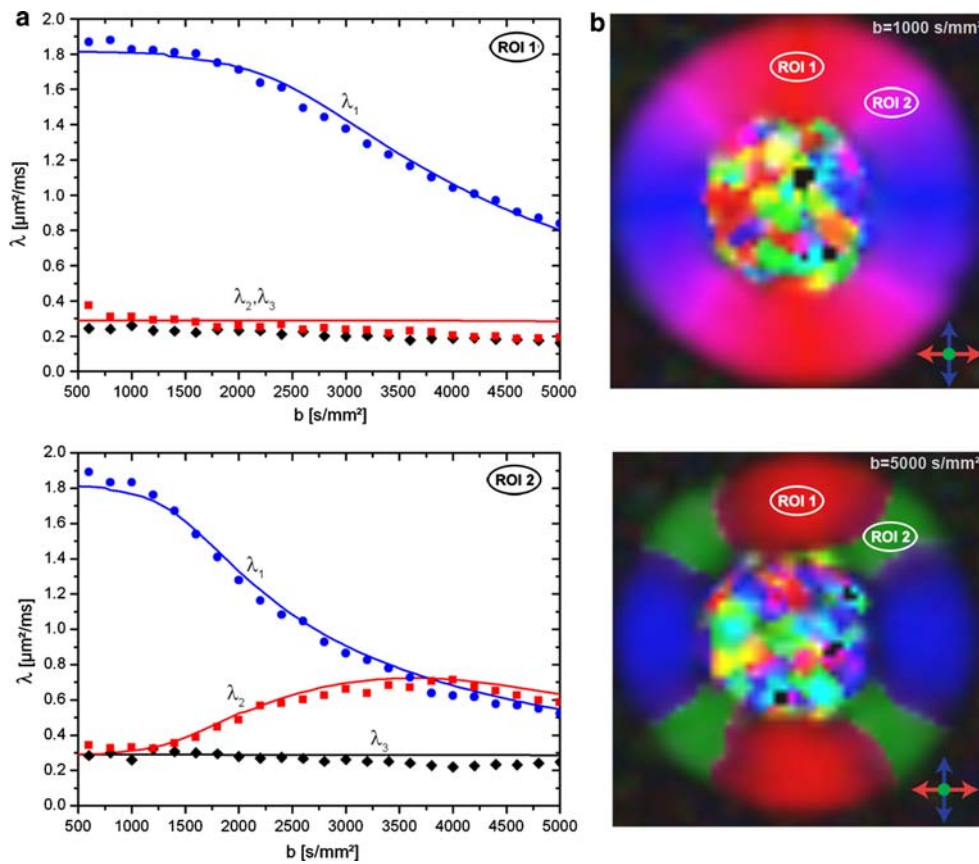 a
ROI 1
2.0
1.8
1.6
1.4
1.2
1.0
0.8
0.6
0.4
0.2
0.0
λ [µm²/ms]
λ1
λ2,λ3
500 1000 1500 2000 2500 3000 3500 4000 4500 5000
b [s/mm²]
b
b=1000 s/mm²
ROI 1
ROI 2
ROI 2
2.0
1.8
1.6
1.4
1.2
1.0
0.8
0.6
0.4
0.2
0.0
λ [µm²/ms]
λ1
λ2
λ3
500 1000 1500 2000 2500 3000 3500 4000 4500 5000
b [s/mm²]
b=5000 s/mm²
ROI 1
ROI 2